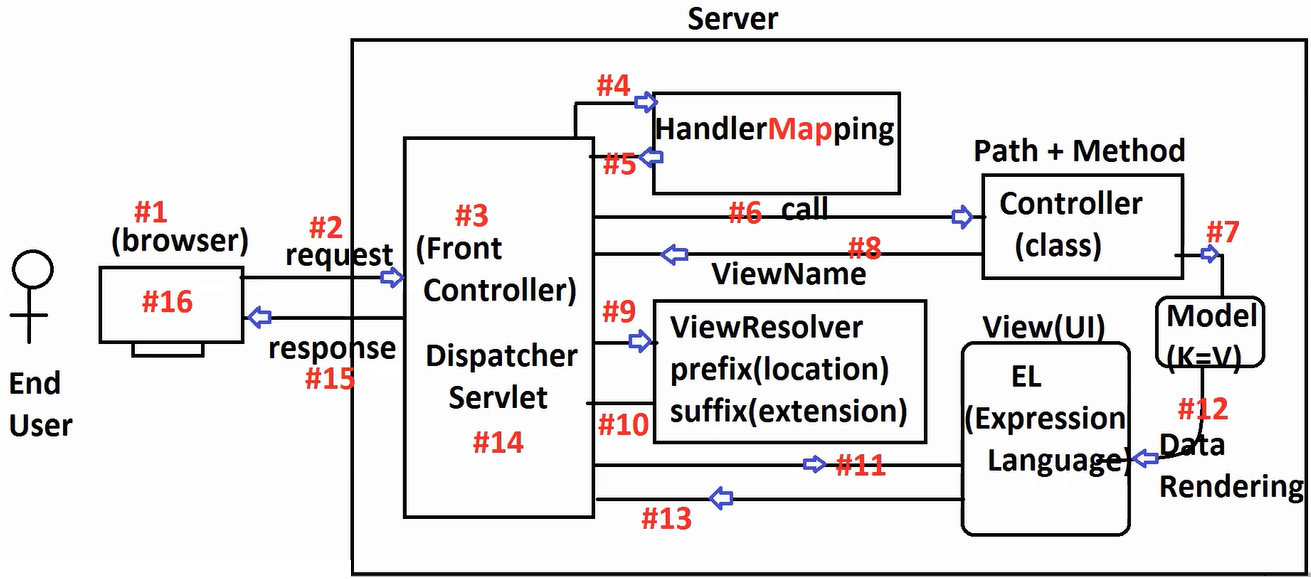 Server
#4
HandlerMapping
#5
Path + Method
#1
(browser)
#2
request
#3
(Front
Controller)
#6 call
Controller
(class)
#7
#8
ViewName
#16
response
#15
Dispatcher
Servlet
#14
#9
ViewResolver
prefix(location)
suffix(extension)
#10
View(UI)
EL
(Expression
Language)
Model
(K=V)
#12
Data
Rendering
#11
#13
End
User